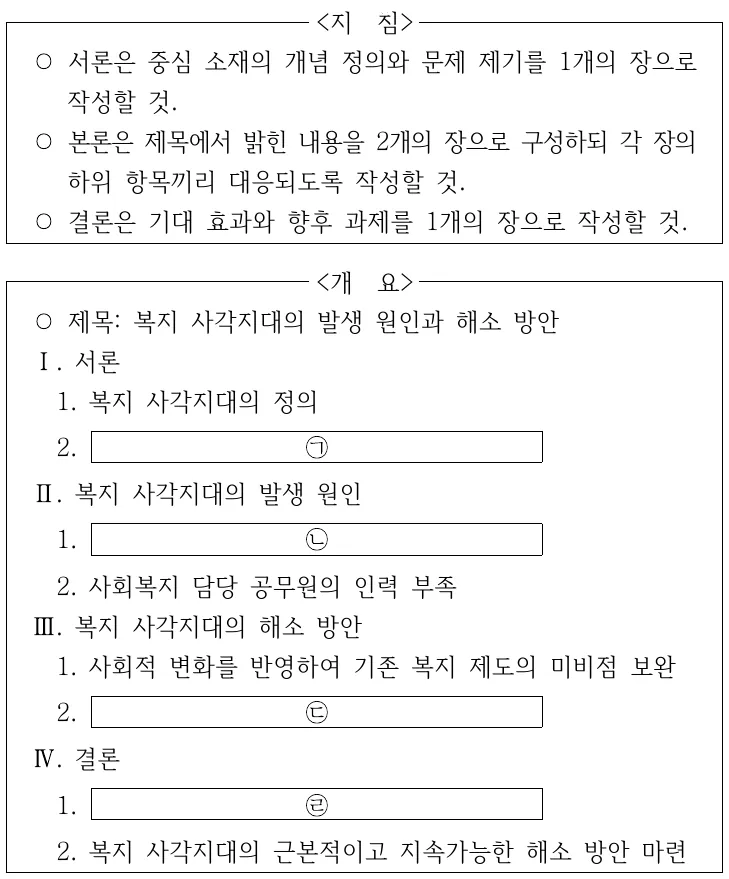 <지 침>
○ 서론은 중심 소재의 개념 정의와 문제 제기를 1개의 장으로
작성할 것.
○ 본론은 제목에서 밝힌 내용을 2개의 장으로 구성하되 각 장의
하위 항목끼리 대응되도록 작성할 것.
○ 결론은 기대 효과와 향후 과제를 1개의 장으로 작성할 것.
<개 요>
○ 제목: 복지 사각지대의 발생 원인과 해소 방안
Ⅰ. 서론
1. 복지 사각지대의 정의
2. ㉠
Ⅱ. 복지 사각지대의 발생 원인
1. ㉡
2. 사회복지 담당 공무원의 인력 부족
Ⅲ. 복지 사각지대의 해소 방안
1. 사회적 변화를 반영하여 기존 복지 제도의 미비점 보완
2. ㉢
Ⅳ. 결론
1. ㉣
2. 복지 사각지대의 근본적이고 지속가능한 해소 방안 마련